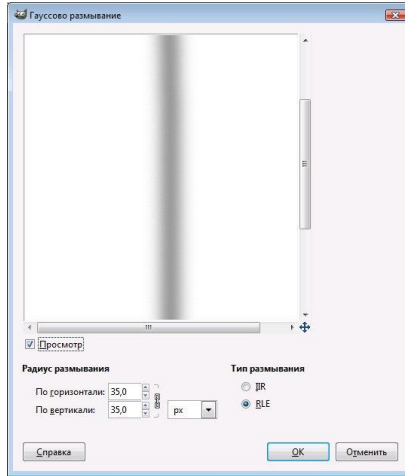 Гауссово размывание
Просмотр
Радиус размывания
По горизонтали: 35,0
По вертикали: 35,0 px
Тип размывания
IIR
RLE
Справка
OK
Отменить